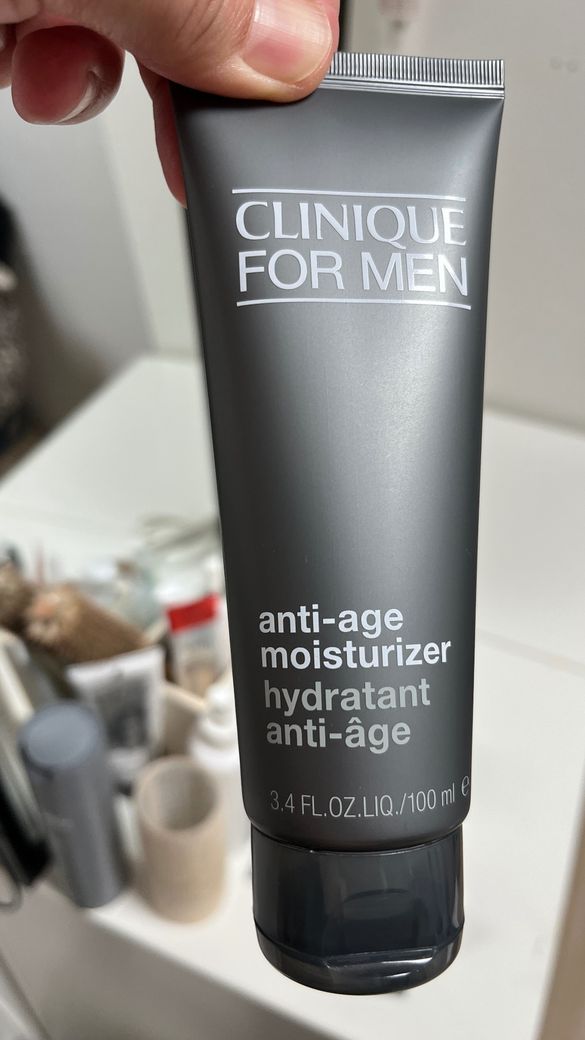 CLINIQUE
FOR MEN
anti-age
moisturizer
hydratant
anti-âge
3.4 FL.OZ.LIQ./100 ml ℮